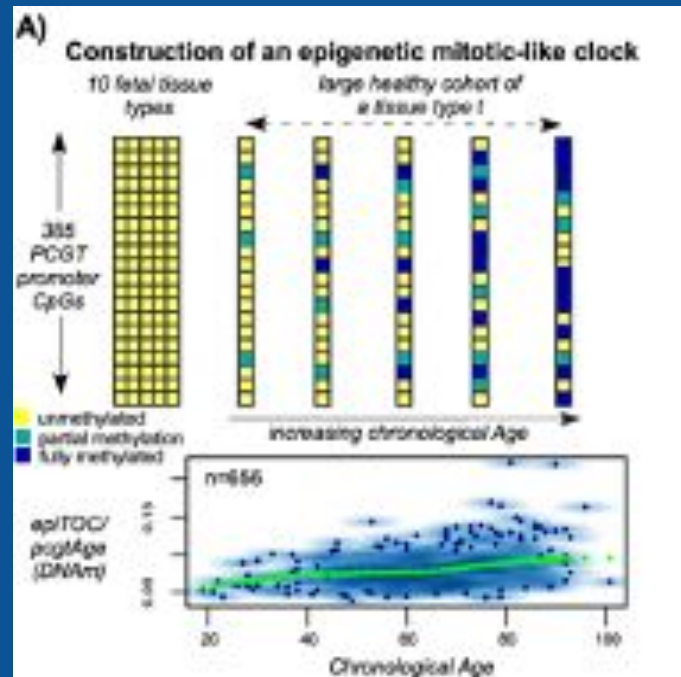 A)
Construction of an epigenetic mitotic-like clock
10 fetal tissue
types
large healthy cohort of
a tissue type t
385
PCGT
promoter
CpGs
unmethylated
partial methylation
fully methylated
increasing chronological Age
n=656
epiTOC/
pcgtAge
(DNAm)
0.15
20
40
60
80
100
Chronological Age